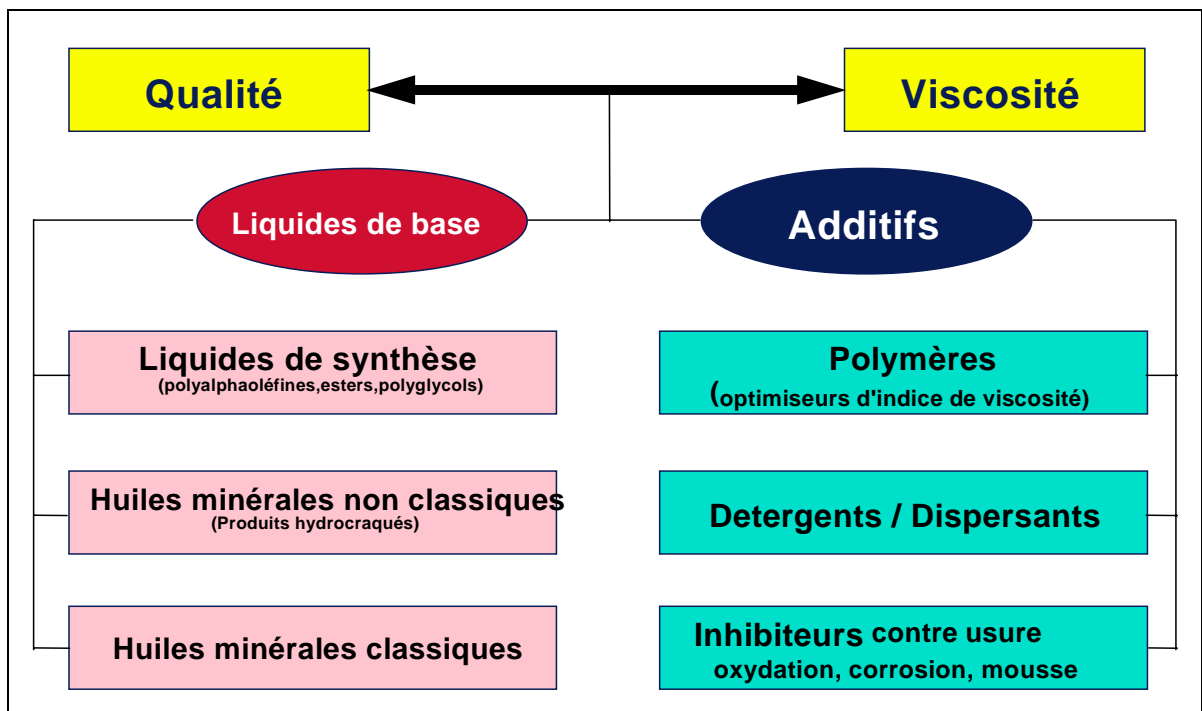 Qualité
Viscosité
Liquides de base
Additifs
Liquides de synthèse
(polyalphaoléfines,esters,polyglycols)
Polymères
(optimiseurs d'indice de viscosité)
Huiles minérales non classiques
(Produits hydrocraqués)
Detergents / Dispersants
Huiles minérales classiques
Inhibiteurs contre usure
oxydation, corrosion, mousse